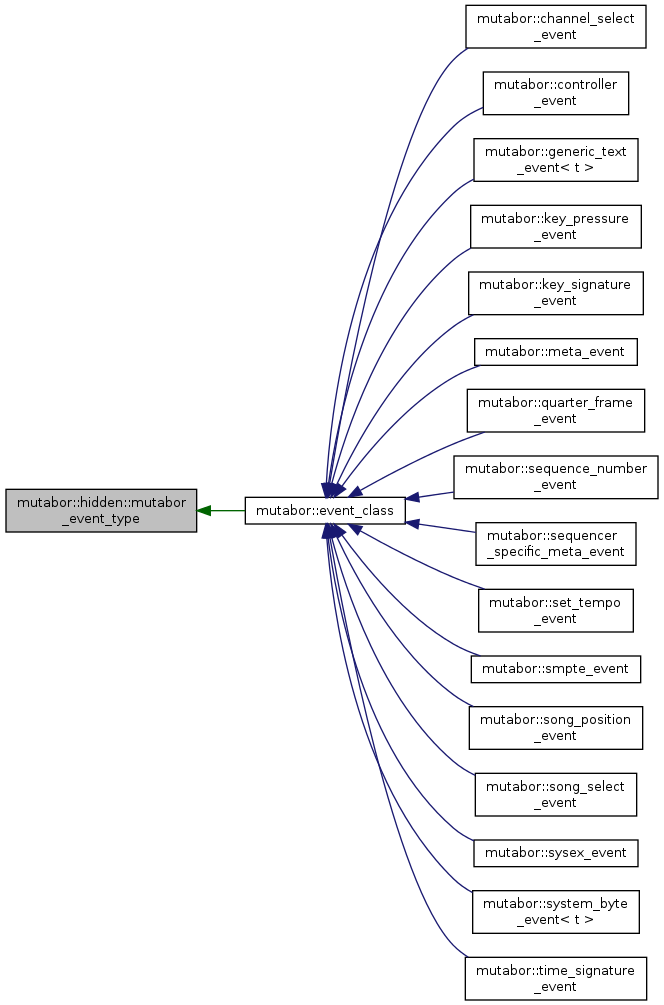 mutabor::channel_select
_event
mutabor::controller
_event
mutabor::generic_text
_event< t >
mutabor::key_pressure
_event
mutabor::key_signature
_event
mutabor::meta_event
mutabor::quarter_frame
_event
mutabor::sequence_number
_event
mutabor::hidden::mutabor
_event_type
mutabor::event_class
mutabor::sequencer
_specific_meta_event
mutabor::set_tempo
_event
mutabor::smpte_event
mutabor::song_position
_event
mutabor::song_select
_event
mutabor::sysex_event
mutabor::system_byte
_event< t >
mutabor::time_signature
_event